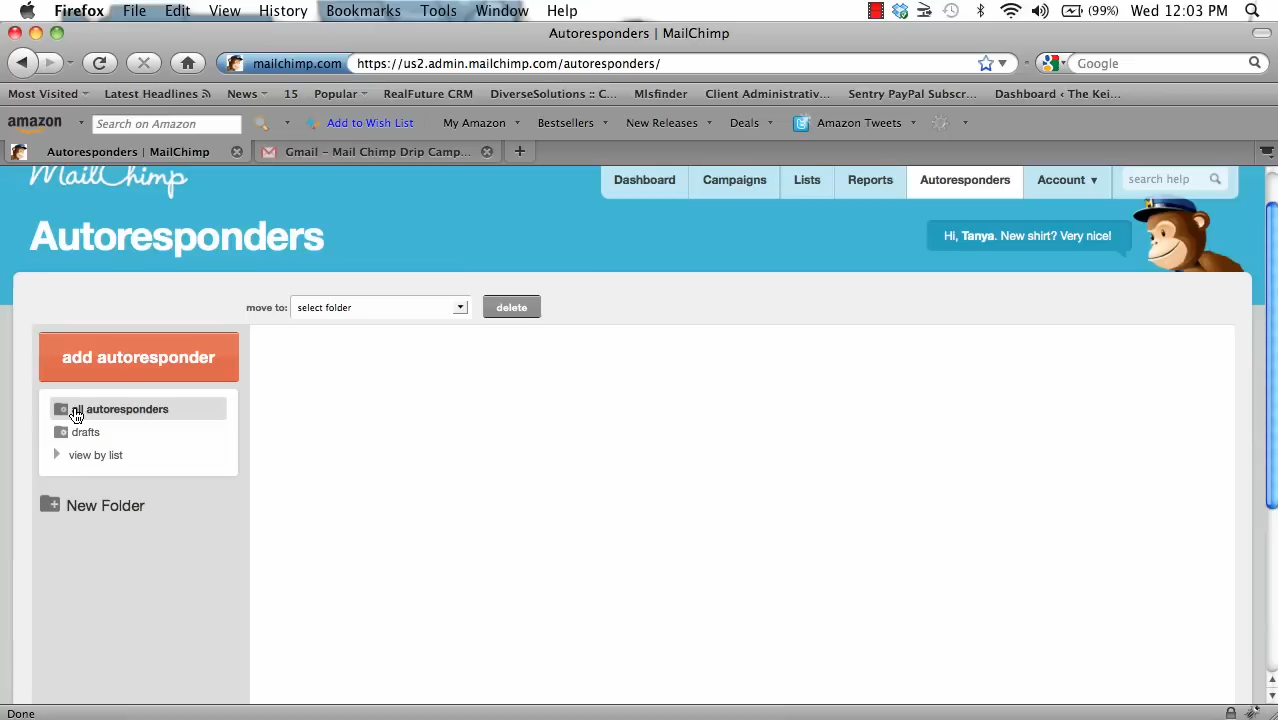 Firefox File Edit View History Bookmarks Tools Window Help (99%) Wed 12:03 PM
Autoresponders | MailChimp
mailchimp.com https://us2.admin.mailchimp.com/autoresponders/ Google
Most Visited Latest Headlines News 15 Popular RealFuture CRM DiverseSolutions :: C... MIsfinder Client Administrativ... Sentry PayPal Subscr... Dashboard ‹ The Kei...
amazon Search on Amazon Add to Wish List My Amazon Bestsellers New Releases Deals Amazon Tweets
Autoresponders | MailChimp Gmail – Mail Chimp Drip Camp...
MailChimp Dashboard Campaigns Lists Reports Autoresponders Account search help
Autoresponders Hi, Tanya. New shirt? Very nice!
move to: select folder delete
add autoresponder
all autoresponders
drafts
view by list
New Folder
Done